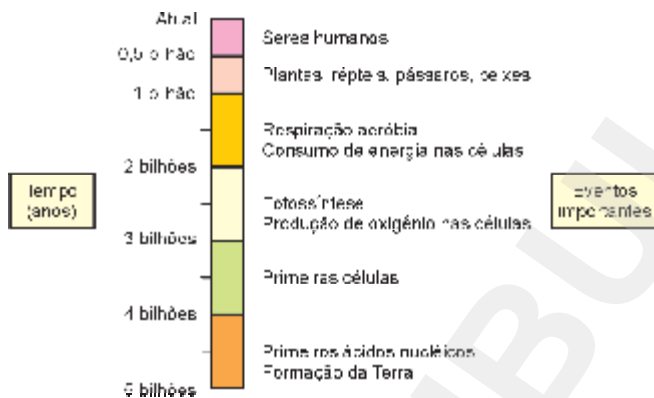 Atual
Seres humanos
0,5 bilhão
Plantas, répteis, pássaros, peixes
1 bilhão
Respiração aeróbia
Consumo de energia nas células
2 bilhões
Tempo
(anos)
Eventos
importantes
Fotossíntese
Produção de oxigênio nas células
3 bilhões
Primeiras células
4 bilhões
Primeiros ácidos nucléicos
Formação da Terra
5 bilhões